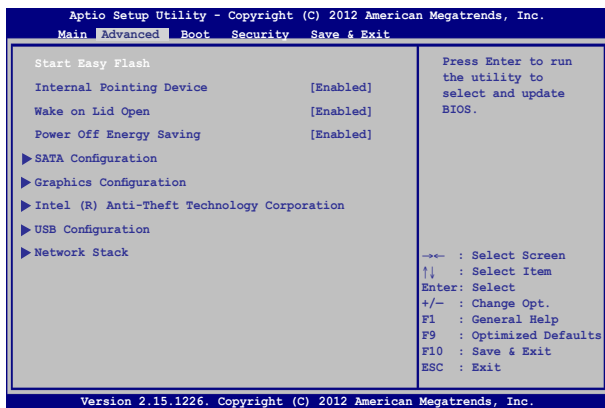 Aptio Setup Utility - Copyright (C) 2012 American Megatrends, Inc.
Main Advanced Boot Security Save & Exit
Start Easy Flash
Internal Pointing Device [Enabled]
Wake on Lid Open [Enabled]
Power Off Energy Saving [Enabled]
SATA Configuration
Graphics Configuration
Intel (R) Anti-Theft Technology Corporation
USB Configuration
Network Stack
Press Enter to run
the utility to
select and update
BIOS.
→← : Select Screen
↑↓ : Select Item
Enter: Select
+/— : Change Opt.
F1 : General Help
F9 : Optimized Defaults
F10 : Save & Exit
ESC : Exit
Version 2.15.1226. Copyright (C) 2012 American Megatrends, Inc.